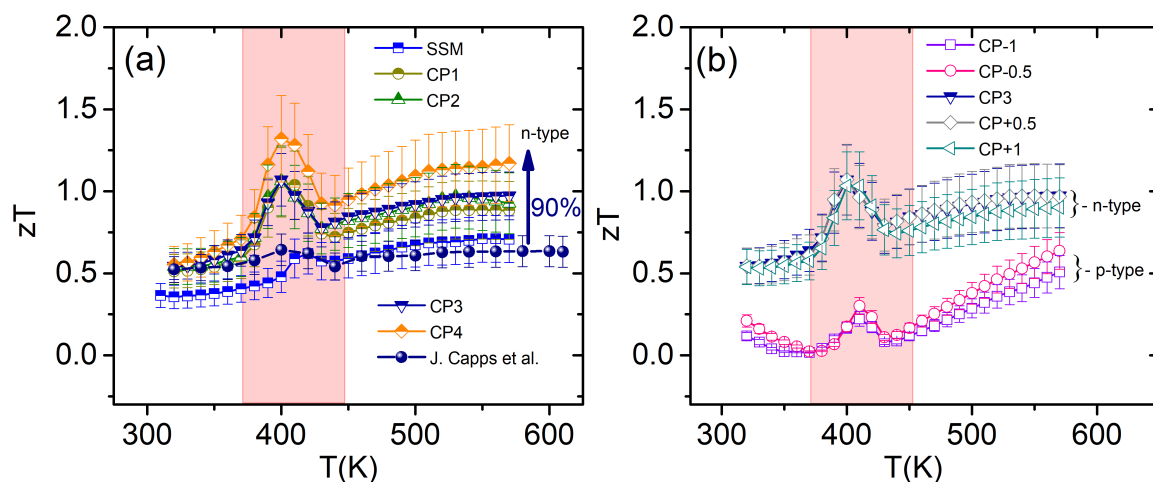 (a)
SSM
CP1
CP2
n-type
90%
CP3
CP4
J. Capps et al.
zT
2.0
1.5
1.0
0.5
0.0
300
400
500
600
T(K)
(b)
CP-1
CP-0.5
CP3
CP+0.5
CP+1
- n-type
- p-type
zT
2.0
1.5
1.0
0.5
0.0
300
400
500
600
T(K)